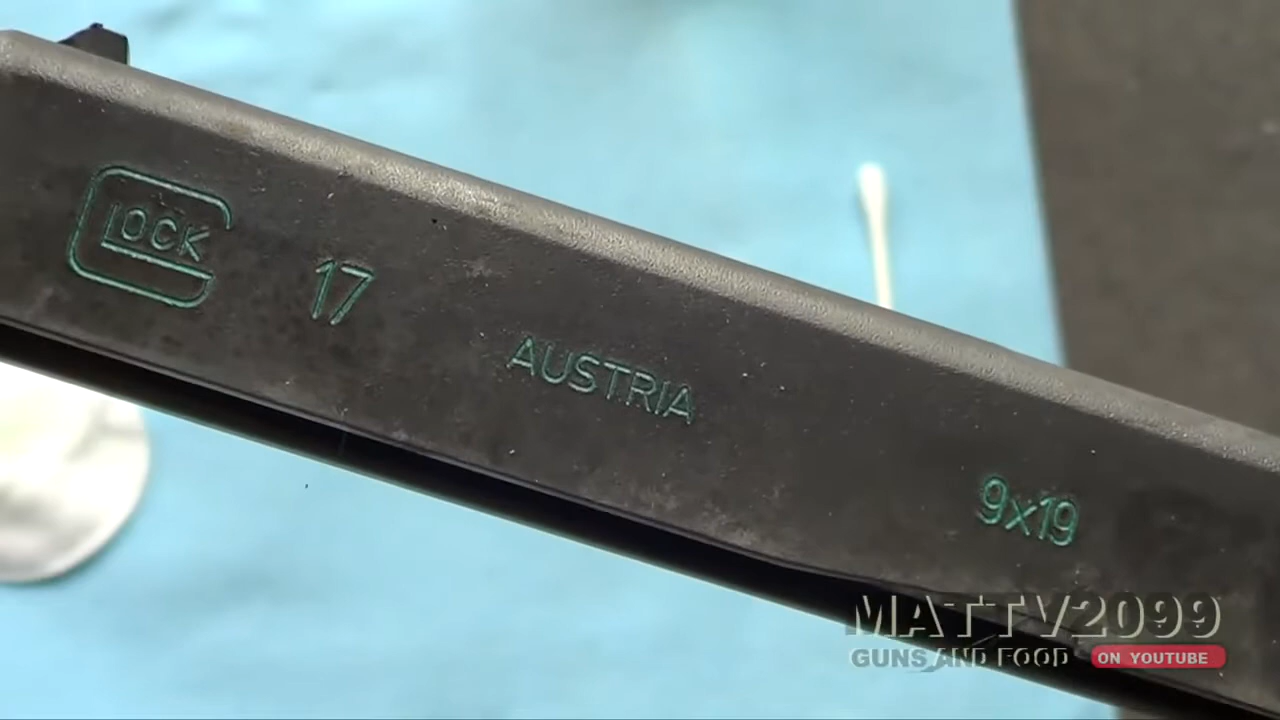 GLOCK
17
AUSTRIA
9x19
MATTV2099
GUNS AND FOOD
ON YOUTUBE